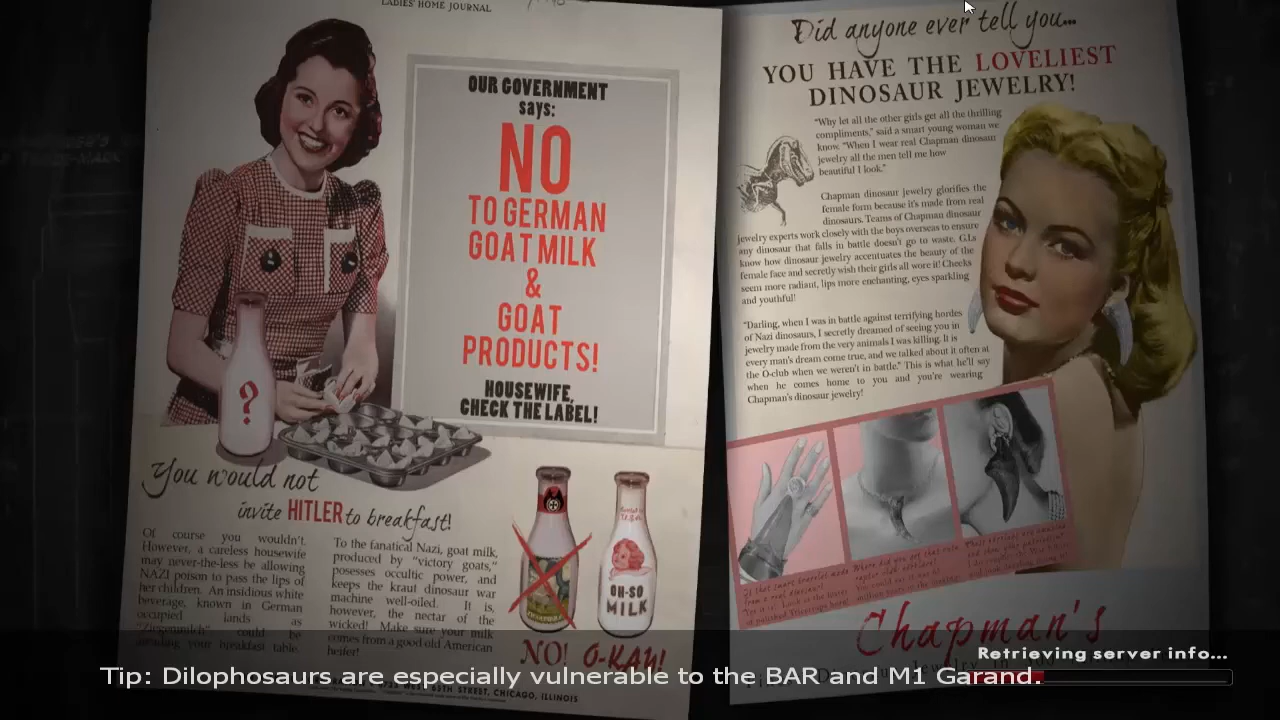 LADIES' HOME JOURNAL
OUR GOVERNMENT
says:
NO
TO GERMAN
GOAT MILK
&
GOAT
PRODUCTS!
HOUSEWIFE,
CHECK THE LABEL!
?
You would not
invite HITLER to breakfast!
Of course you wouldn't.
However, a careless housewife
may never-the-less be allowing
NAZI poison to pass the lips of
her children. An insidious white
beverage, known in German
occupied lands as
"Ziegenmilch" could be
your breakfast table.
To the fanatical Nazi, goat milk,
produced by "victory goats,"
posesses occultic power, and
keeps the kraut dinosaur war
machine well-oiled. It is,
however, the nectar of the
wicked! Make sure your milk
comes from a good old American
heifer!
OH-SO
MILK
NO! O-KAY!
65TH STREET, CHICAGO, ILLINOIS
Did anyone ever tell you...
YOU HAVE THE LOVELIEST
DINOSAUR JEWELRY!
"Why let all the other girls get all the thrilling
compliments," said a smart young woman we
know. "When I wear real Chapman dinosaur
jewelry all the men tell me how
beautiful I look."
Chapman dinosaur jewelry glorifies the
female form because it's made from real
dinosaurs. Teams of Chapman dinosaur
jewelry experts work closely with the boys overseas to ensure
any dinosaur that falls in battle doesn't go to waste. G.I.s
know how dinosaur jewelry accentuates the beauty of the
female face and secretly wish their girls all wore it! Cheeks
seem more radiant, lips more enchanting, eyes sparkling
and youthful!
"Darling, when I was in battle against terrifying hordes
of Nazi dinosaurs, I secretly dreamed of seeing you in
jewelry made from the very animals I was killing. It is
every man's dream come true, and we talked about it often at
the O-club when we weren't in battle." This is what he'll say
when he comes home to you and you're wearing
Chapman's dinosaur jewelry!
Chapman's
Retrieving server info...
Tip: Dilophosaurs are especially vulnerable to the BAR and M1 Garand.